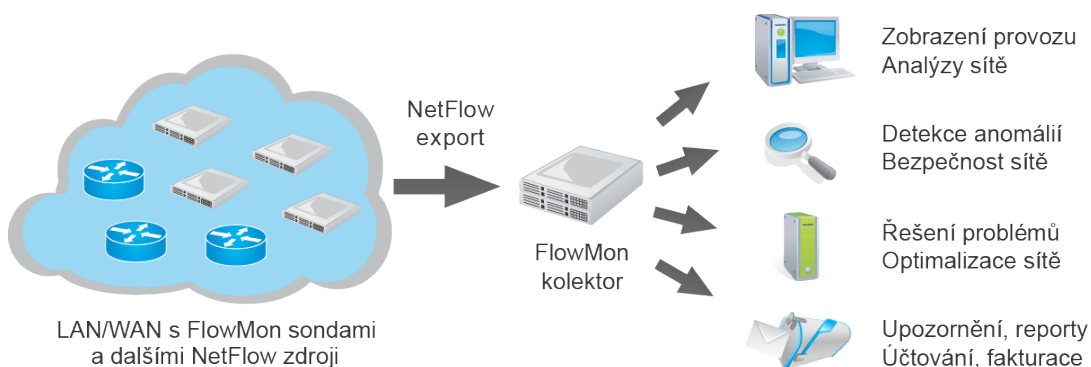 Zobrazení provozu
Analýzy sítě
NetFlow
export
Detekce anomálií
Bezpečnost sítě
FlowMon
kolektor
Řešení problémů
Optimalizace sítě
LAN/WAN s FlowMon sondami
a dalšími NetFlow zdroji
Upozornění, reporty
Účtování, fakturace